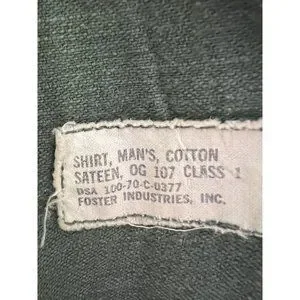 SHIRT, MAN'S, COTTON
SATEEN, OG 107 CLASS 1
DSA 100-70-C-0377
FOSTER INDUSTRIES, INC.